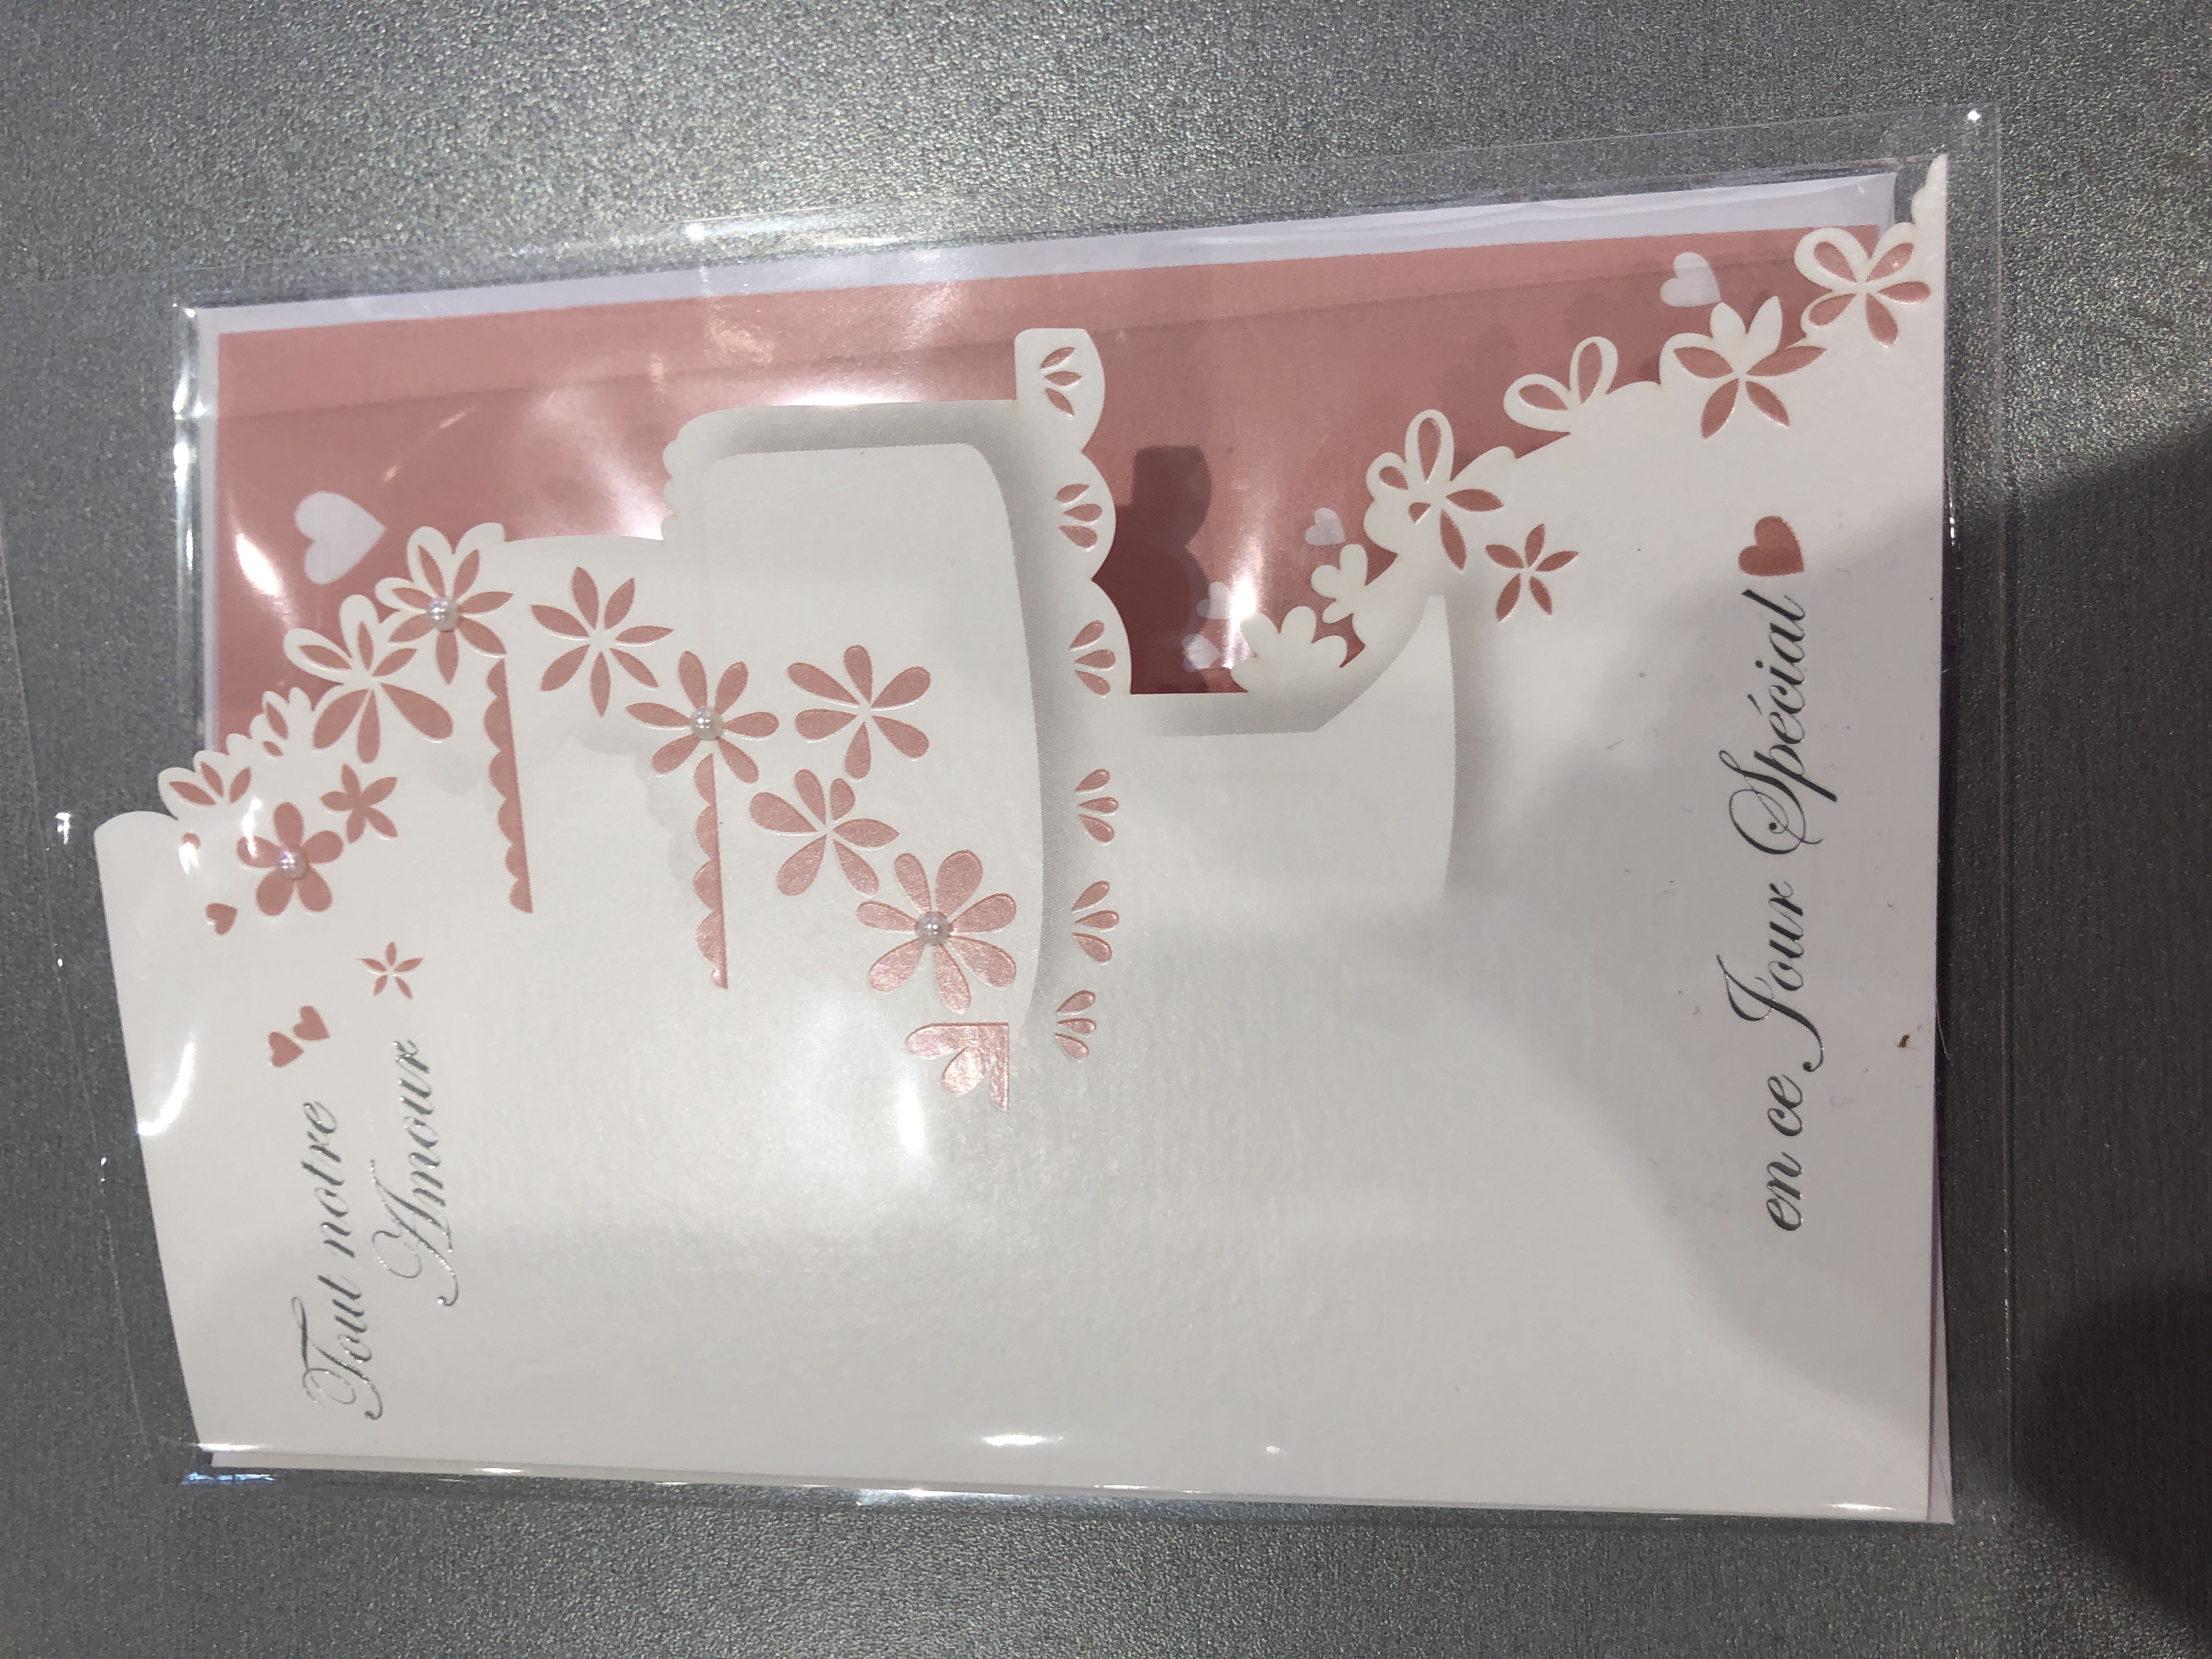 Tout notre
Amour
en ce Jour Spécial